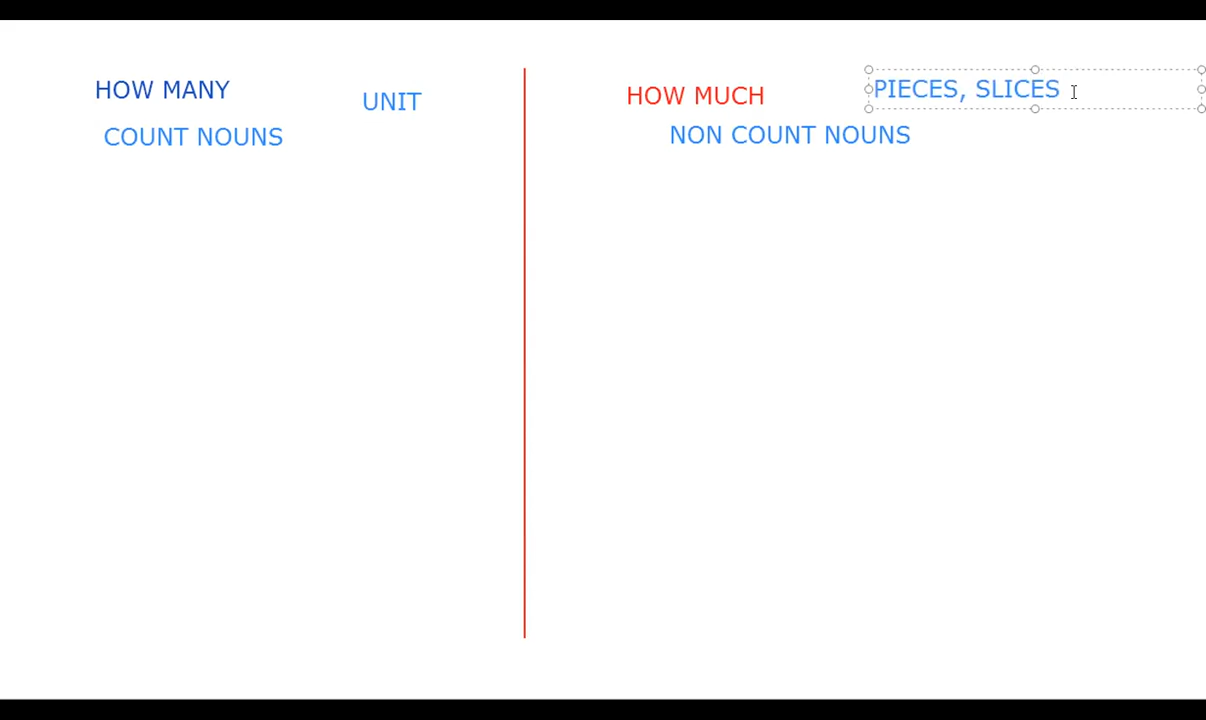 HOW MANY
UNIT
COUNT NOUNS
HOW MUCH
PIECES, SLICES
NON COUNT NOUNS